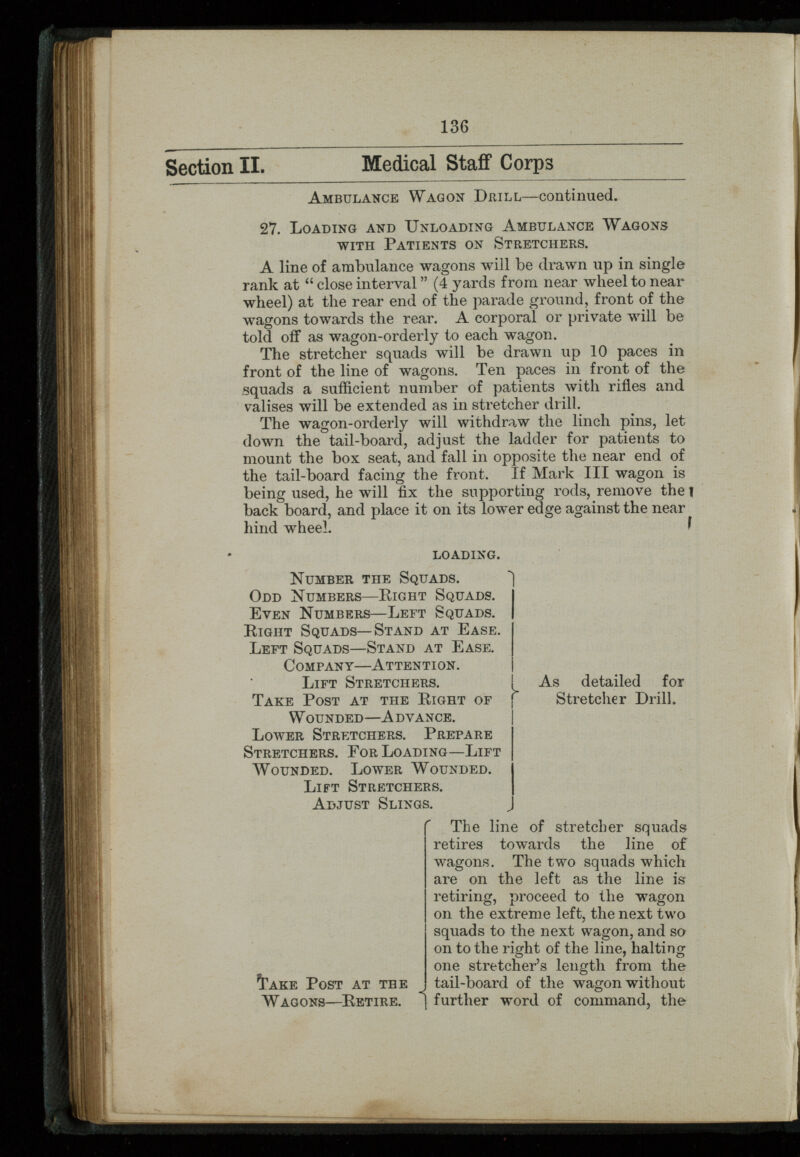 136
Section II. Medical Staff Corps
Ambulance Wagon Drill—continued.
27. Loading and Unloading Ambulance Wagons
with Patients on Stretchers.
A line of ambulance wagons will be drawn up in single
rank at “close interval” (4 yards from near wheel to near
wheel) at the rear end of the parade ground, front of the
wagons towards the rear. A corporal or private will be
told off as wagon-orderly to each wagon.
The stretcher squads will be drawn up 10 paces in
front of the line of wagons. Ten paces in front of the
squads a sufficient number of patients with rifles and
valises will be extended as in stretcher drill.
The wagon-orderly will withdraw the linch pins, let
down the tail-board, adjust the ladder for patients to
mount the box seat, and fall in opposite the near end of
the tail-board facing the front. If Mark III wagon is
being used, he will fix the supporting rods, remove the
back board, and place it on its lower edge against the near
hind wheel.
LOADING.
Number the Squads.
Odd Numbers—Right Squads.
Even Numbers—Left Squads.
Right Squads—Stand at Ease.
Left Squads—Stand at Ease.
Company—Attention.
Lift Stretchers.
Take Post at the Right of
Wounded—Advance.
Lower Stretchers. Prepare
Stretchers. For Loading—Lift
Wounded. Lower Wounded.
Lift Stretchers.
Adjust Slings.
As detailed for
Stretcher Drill.
Take Post at the
Wagons—Retire.
The line of stretcher squads
retires towards the line of
wagons. The two squads which
are on the left as the line is
retiring, proceed to the wagon
on the extreme left, the next two
squads to the next wagon, and so
on to the right of the line, halting
one stretcher's length from the
tail-board of the wagon without
further word of command, the